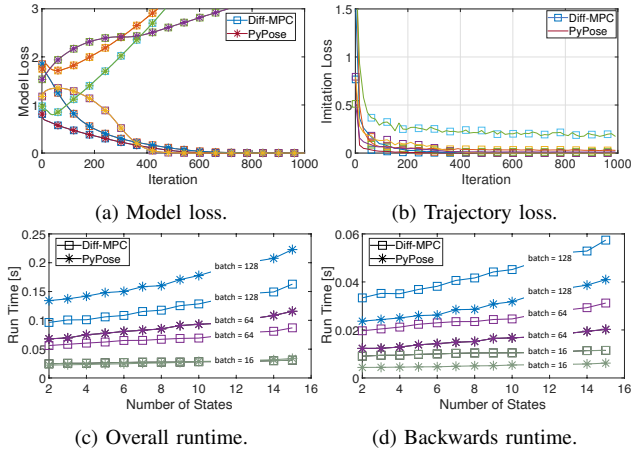 3
2
1
0
Model Loss
Diff-MPC
PyPose
0 200 400 600 800 1000
Iteration
(a) Model loss.
1.5
1
0.5
0
Imitation Loss
Diff-MPC
PyPose
0 200 400 600 800 1000
Iteration
(b) Trajectory loss.
0.25
0.2
0.15
0.1
0.05
0
Run Time [s]
Diff-MPC
PyPose
batch = 128
batch = 128
batch = 64
batch = 64
batch = 16
2 4 6 8 10 12 14 16
Number of States
(c) Overall runtime.
0.06
0.04
0.02
0
Run Time [s]
Diff-MPC
PyPose
batch = 128
batch = 128
batch = 64
batch = 64
batch = 16
batch = 16
2 4 6 8 10 12 14 16
Number of States
(d) Backwards runtime.